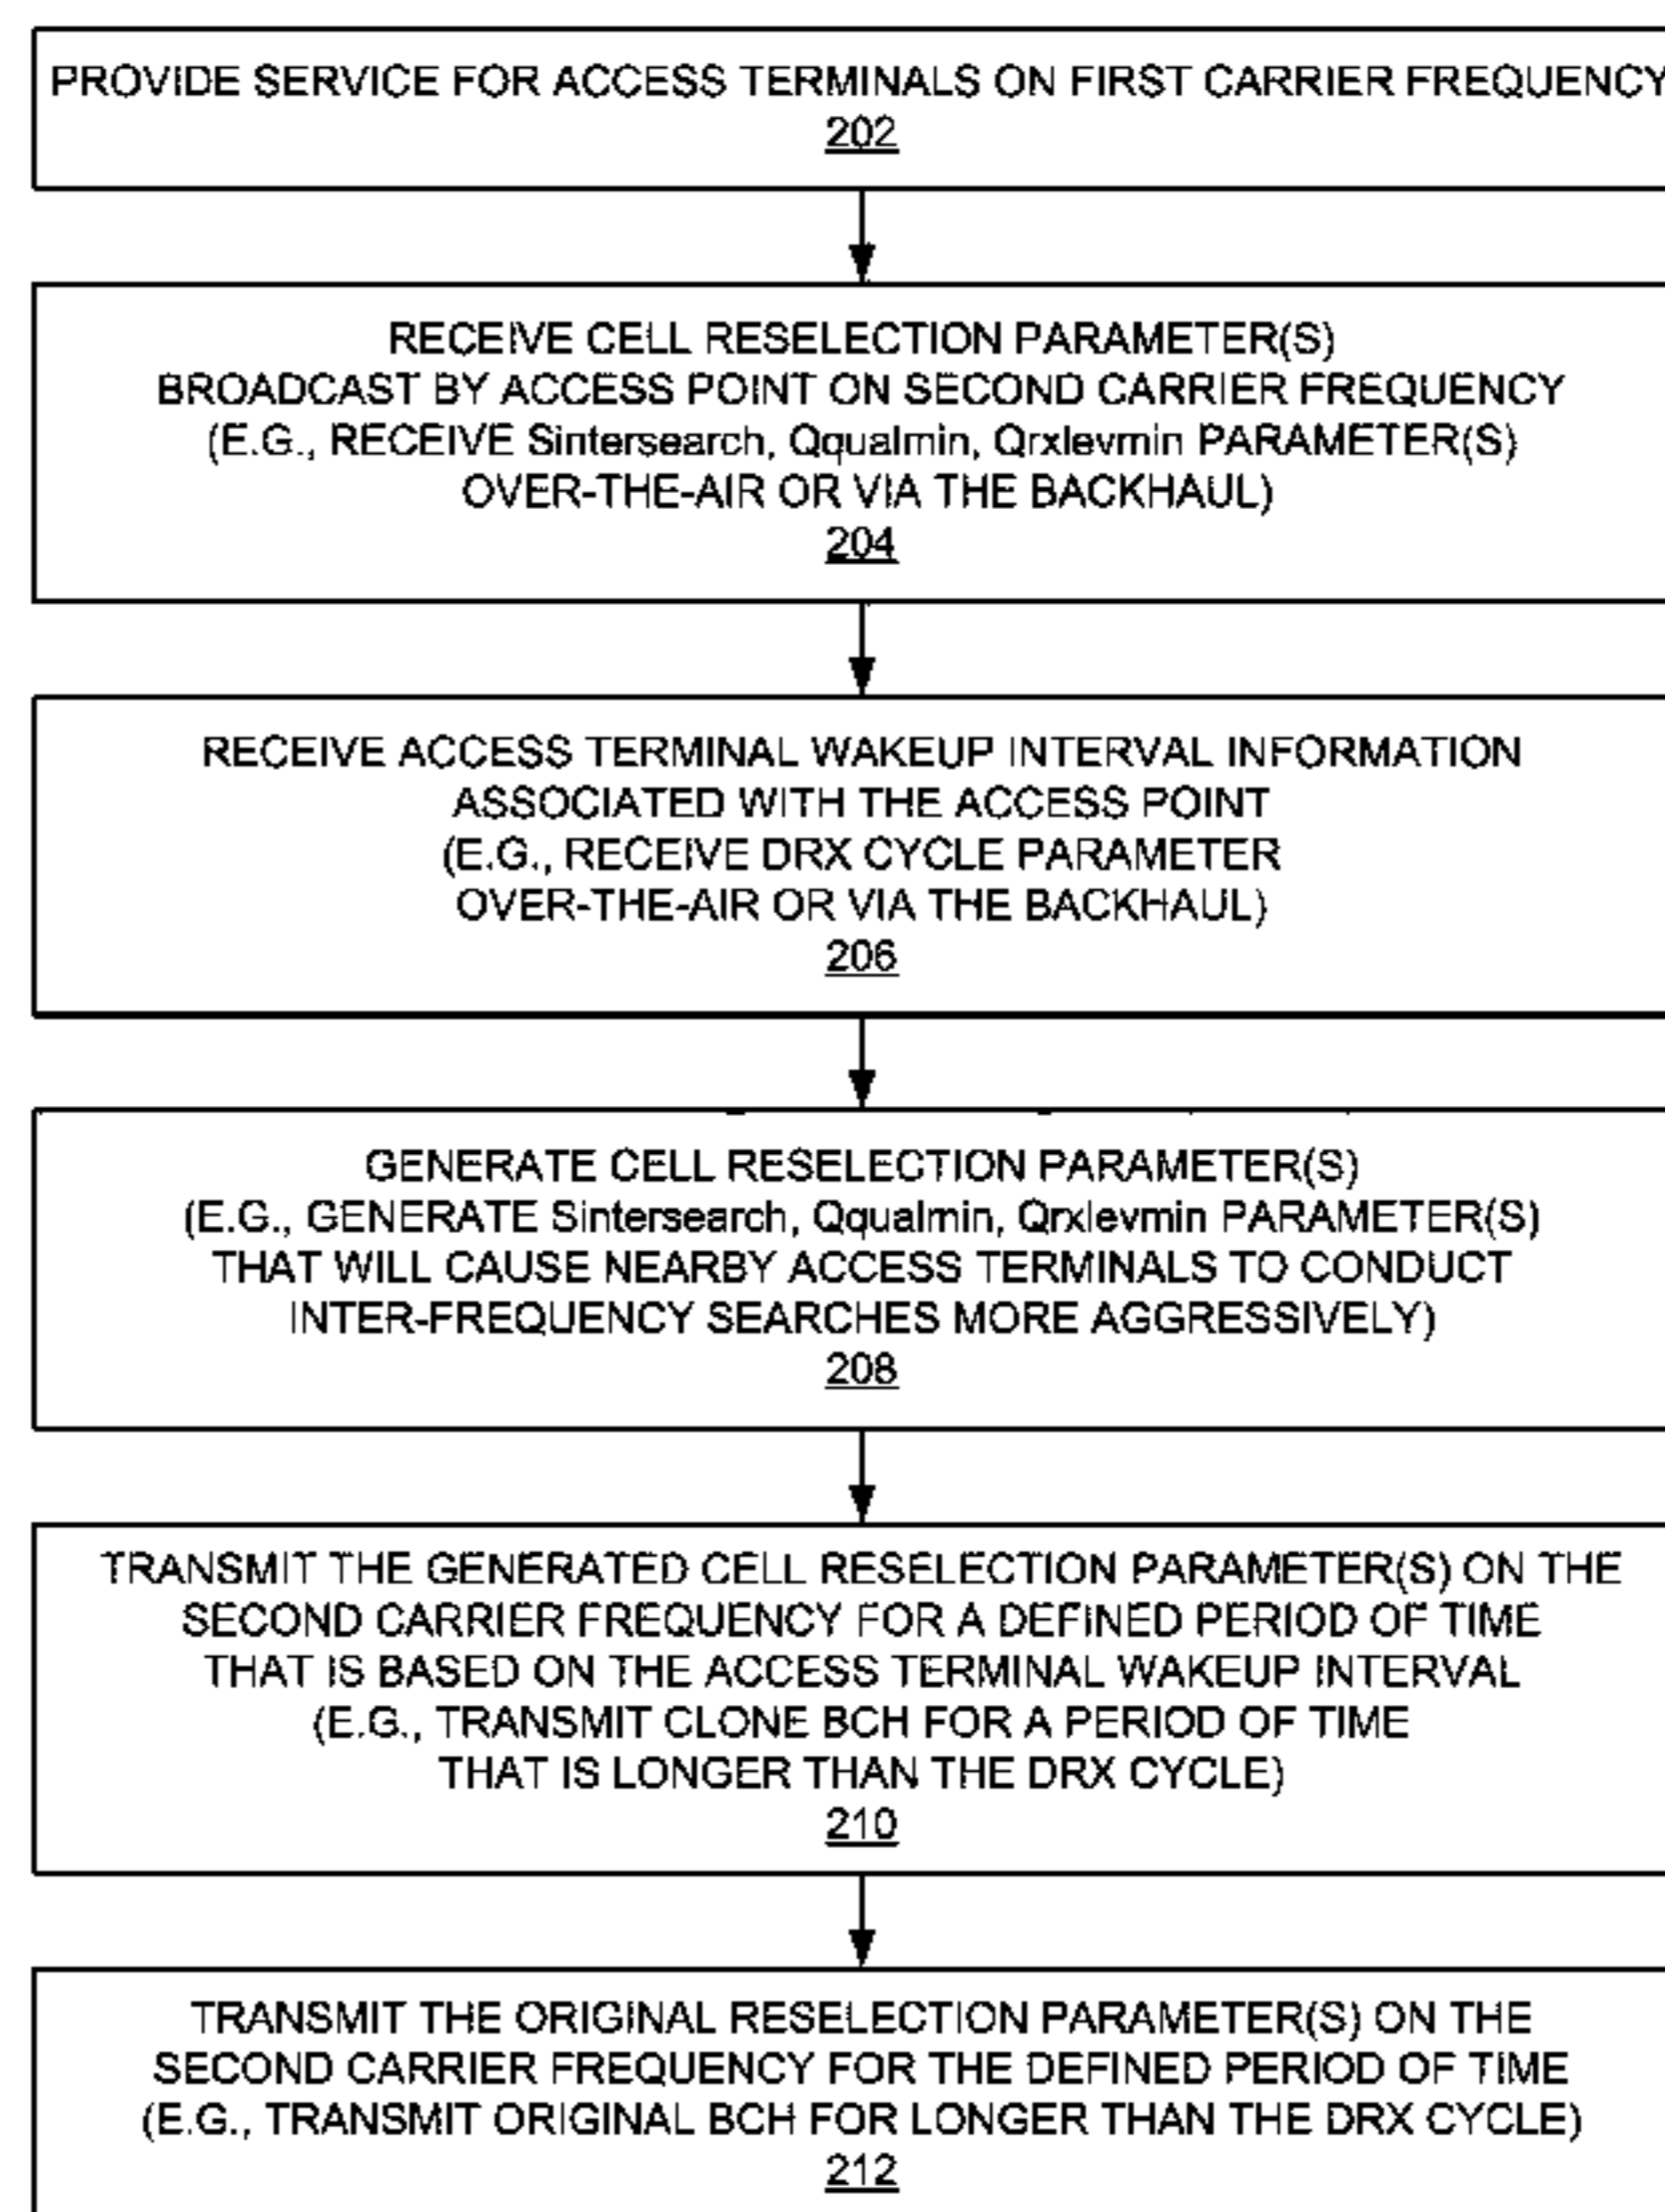 PROVIDE SERVICE FOR ACCESS TERMINALS ON FIRST CARRIER FREQUENCY
202
RECEIVE CELL RESELECTION PARAMETER(S)
BROADCAST BY ACCESS POINT ON SECOND CARRIER FREQUENCY
(E.G., RECEIVE Sintersearch, Qqualmin, Qrxlevmin PARAMETER(S)
OVER-THE-AIR OR VIA THE BACKHAUL)
204
RECEIVE ACCESS TERMINAL WAKEUP INTERVAL INFORMATION
ASSOCIATED WITH THE ACCESS POINT
(E.G., RECEIVE DRX CYCLE PARAMETER
OVER-THE-AIR OR VIA THE BACKHAUL)
206
GENERATE CELL RESELECTION PARAMETER(S)
(E.G., GENERATE Sintersearch, Qqualmin, Qrxlevmin PARAMETER(S)
THAT WILL CAUSE NEARBY ACCESS TERMINALS TO CONDUCT
INTER-FREQUENCY SEARCHES MORE AGGRESSIVELY)
208
TRANSMIT THE GENERATED CELL RESELECTION PARAMETER(S) ON THE
SECOND CARRIER FREQUENCY FOR A DEFINED PERIOD OF TIME
THAT IS BASED ON THE ACCESS TERMINAL WAKEUP INTERVAL
(E.G., TRANSMIT CLONE BCH FOR A PERIOD OF TIME
THAT IS LONGER THAN THE DRX CYCLE)
210
TRANSMIT THE ORIGINAL RESELECTION PARAMETER(S) ON THE
SECOND CARRIER FREQUENCY FOR THE DEFINED PERIOD OF TIME
(E.G., TRANSMIT ORIGINAL BCH FOR LONGER THAN THE DRX CYCLE)
212